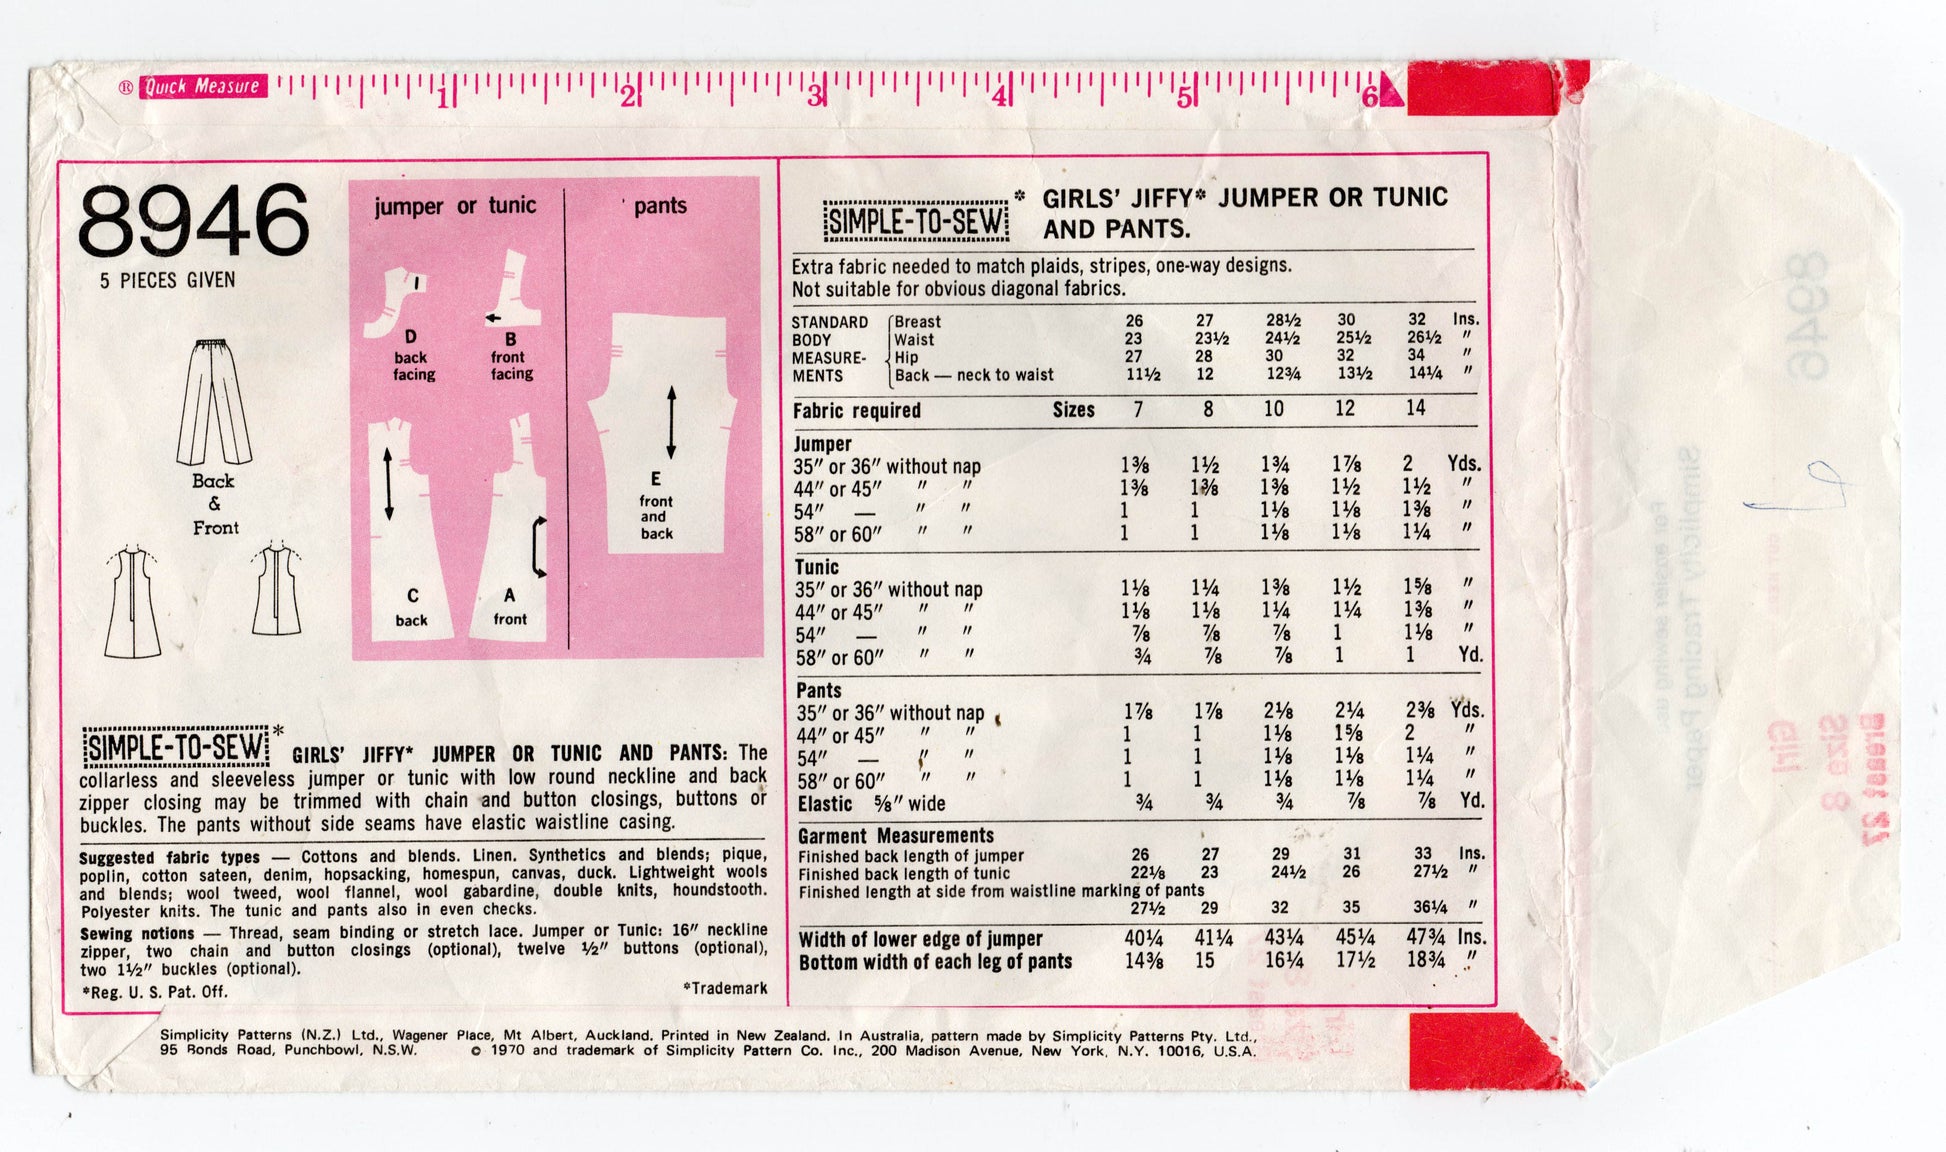 ® Quick Measure 1 2 3 4 5 6
8946
5 PIECES GIVEN
Back
&
Front
jumper or tunic
pants
D
back
facing
B
front
facing
C
back
A
front
E
front
and
back
SIMPLE-TO-SEW* GIRLS' JIFFY* JUMPER OR TUNIC AND PANTS: The
collarless and sleeveless jumper or tunic with low round neckline and back
zipper closing may be trimmed with chain and button closings, buttons or
buckles. The pants without side seams have elastic waistline casing.
Suggested fabric types — Cottons and blends. Linen. Synthetics and blends; pique,
poplin, cotton sateen, denim, hopsacking, homespun, canvas, duck. Lightweight wools
and blends; wool tweed, wool flannel, wool gabardine, double knits, houndstooth.
Polyester knits. The tunic and pants also in even checks.
Sewing notions — Thread, seam binding or stretch lace. Jumper or Tunic: 16" neckline
zipper, two chain and button closings (optional), twelve ½" buttons (optional),
two 1½" buckles (optional).
*Reg. U. S. Pat. Off. *Trademark
SIMPLE-TO-SEW* GIRLS' JIFFY* JUMPER OR TUNIC
AND PANTS.
Extra fabric needed to match plaids, stripes, one-way designs.
Not suitable for obvious diagonal fabrics.
STANDARD Breast 26 27 28½ 30 32 Ins.
BODY Waist 23 23½ 24½ 25½ 26½ "
MEASURE- Hip 27 28 30 32 34 "
MENTS Back — neck to waist 11½ 12 12¾ 13½ 14¼ "
Fabric required Sizes 7 8 10 12 14
Jumper
35" or 36" without nap 1⅜ 1½ 1¾ 1⅞ 2 Yds.
44" or 45" " " 1⅜ 1⅜ 1⅜ 1½ 1½ "
54" — " " 1 1 1⅛ 1⅛ 1⅜ "
58" or 60" " " 1 1 1⅛ 1⅛ 1¼ "
Tunic
35" or 36" without nap 1⅛ 1¼ 1⅜ 1½ 1⅝ "
44" or 45" " " 1⅛ 1⅛ 1¼ 1¼ 1⅜ "
54" — " " ⅞ ⅞ ⅞ 1 1⅛ "
58" or 60" " " ¾ ⅞ ⅞ 1 1 Yd.
Pants
35" or 36" without nap 1⅞ 1⅞ 2⅛ 2¼ 2⅜ Yds.
44" or 45" " " 1 1 1⅛ 1⅝ 2 "
54" — " " 1 1 1⅛ 1⅛ 1¼ "
58" or 60" " " 1 1 1⅛ 1⅛ 1¼ "
Elastic ⅝" wide ¾ ¾ ¾ ⅞ ⅞ Yd.
Garment Measurements
Finished back length of jumper 26 27 29 31 33 Ins.
Finished back length of tunic 22⅛ 23 24½ 26 27½ "
Finished length at side from waistline marking of pants
27½ 29 32 35 36¼ "
Width of lower edge of jumper 40¼ 41¼ 43¼ 45¼ 47¾ Ins.
Bottom width of each leg of pants 14⅜ 15 16¼ 17½ 18¾ "
Simplicity Patterns (N.Z.) Ltd., Wagener Place, Mt Albert, Auckland. Printed in New Zealand. In Australia, pattern made by Simplicity Patterns Pty. Ltd.,
95 Bonds Road, Punchbowl, N.S.W. © 1970 and trademark of Simplicity Pattern Co. Inc., 200 Madison Avenue, New York, N.Y. 10016, U.S.A.
8946
Simplicity Tracing Paper
For easier sewing us
Girl
Size 8
Breast 27